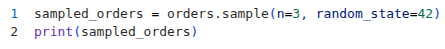 1 sampled_orders = orders.sample(n=3, random_state=42)
2 print(sampled_orders)